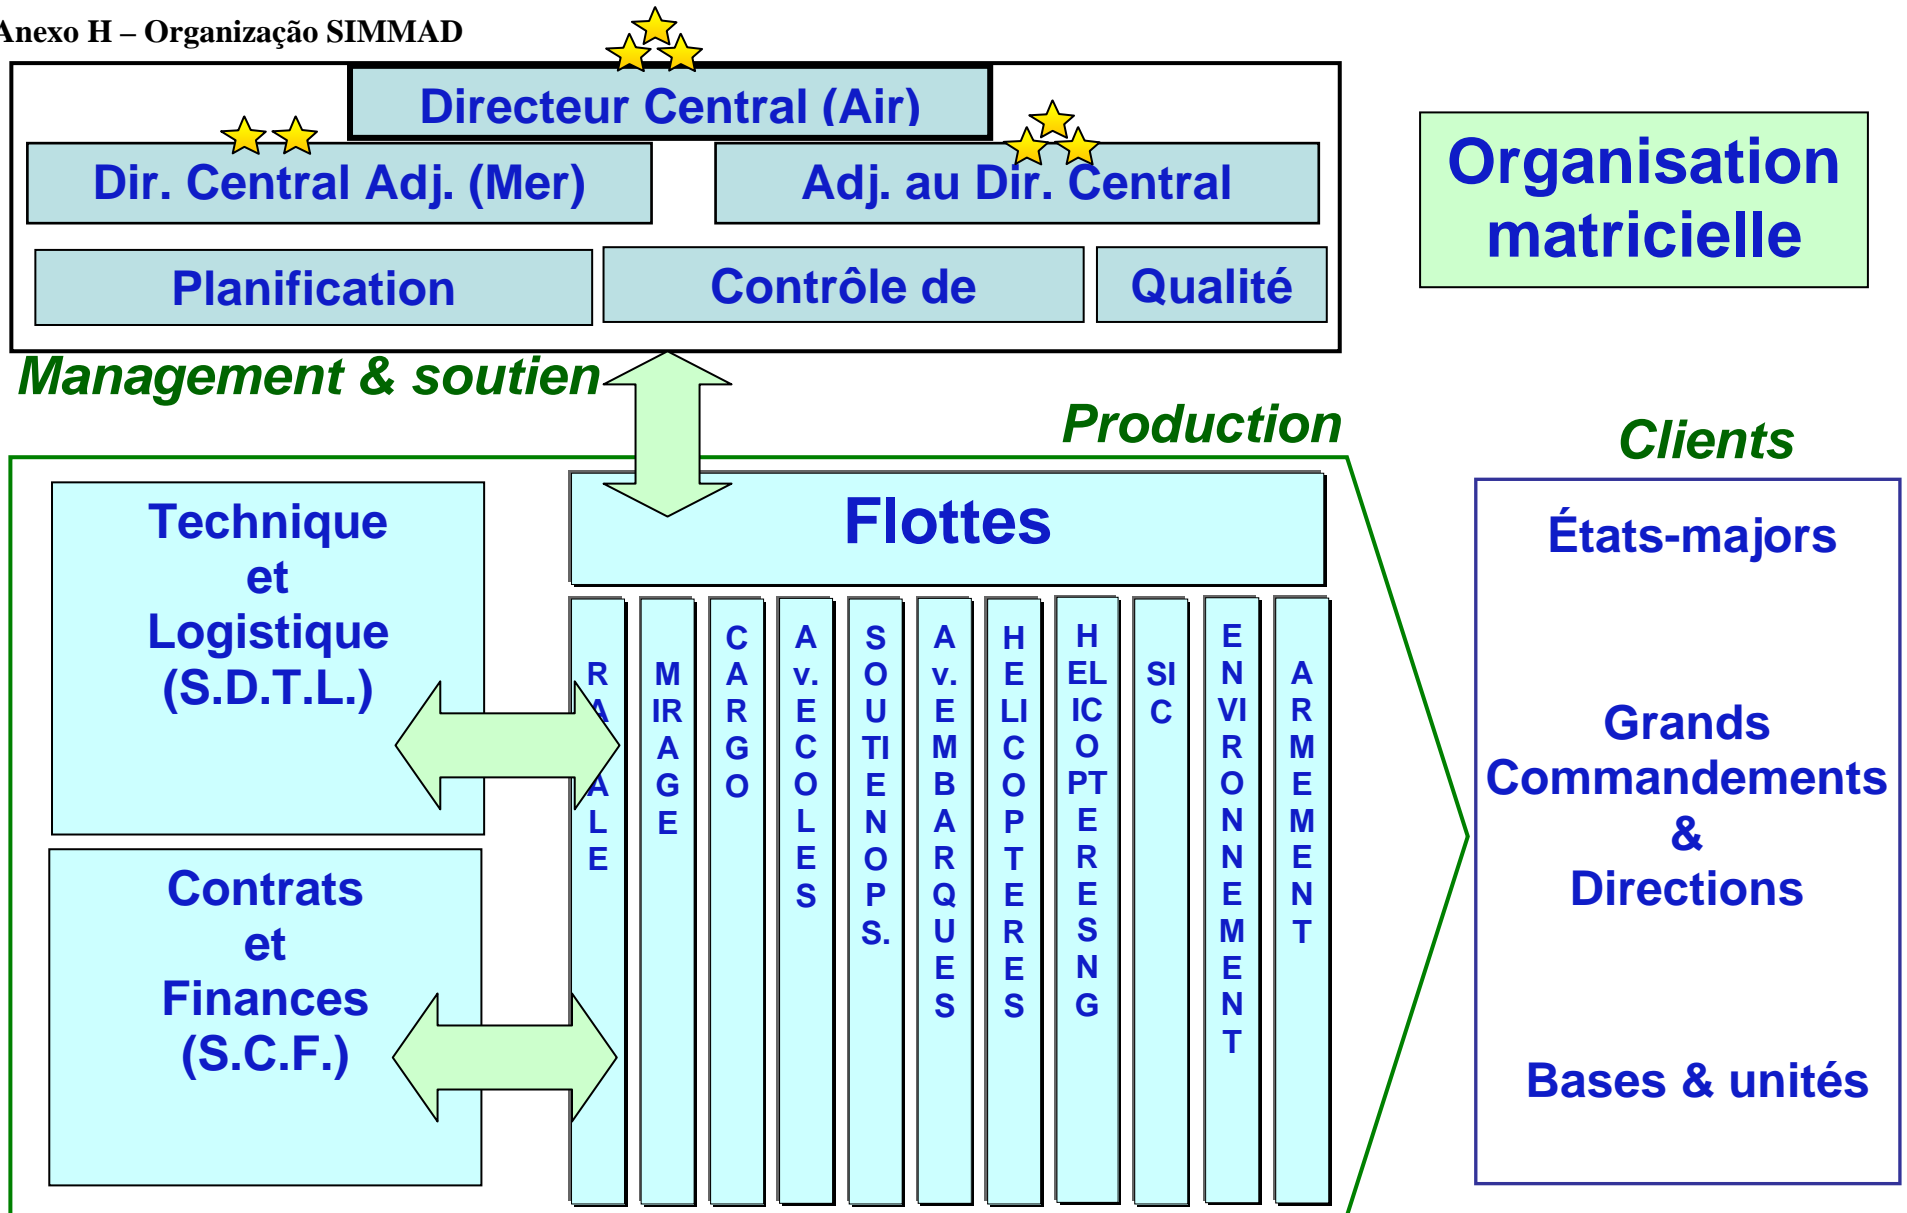 Anexo H – Organização SIMMAD
Directeur Central (Air)
Dir. Central Adj. (Mer)
Adj. au Dir. Central
Planification
Contrôle de
Qualité
Organisation
matricielle
Management & soutien
Production
Clients
Technique
et
Logistique
(S.D.T.L.)
Contrats
et
Finances
(S.C.F.)
Flottes
RAFALE
MIRAGE
CARGO
Av.ECOLES
SOUTIENOPS.
Av.EMBARQUES
HELICOPTERES
HELICOPTERESNG
SIC
ENVIRONNEMENT
ARMEMENT
États-majors
Grands
Commandements
&
Directions
Bases & unités